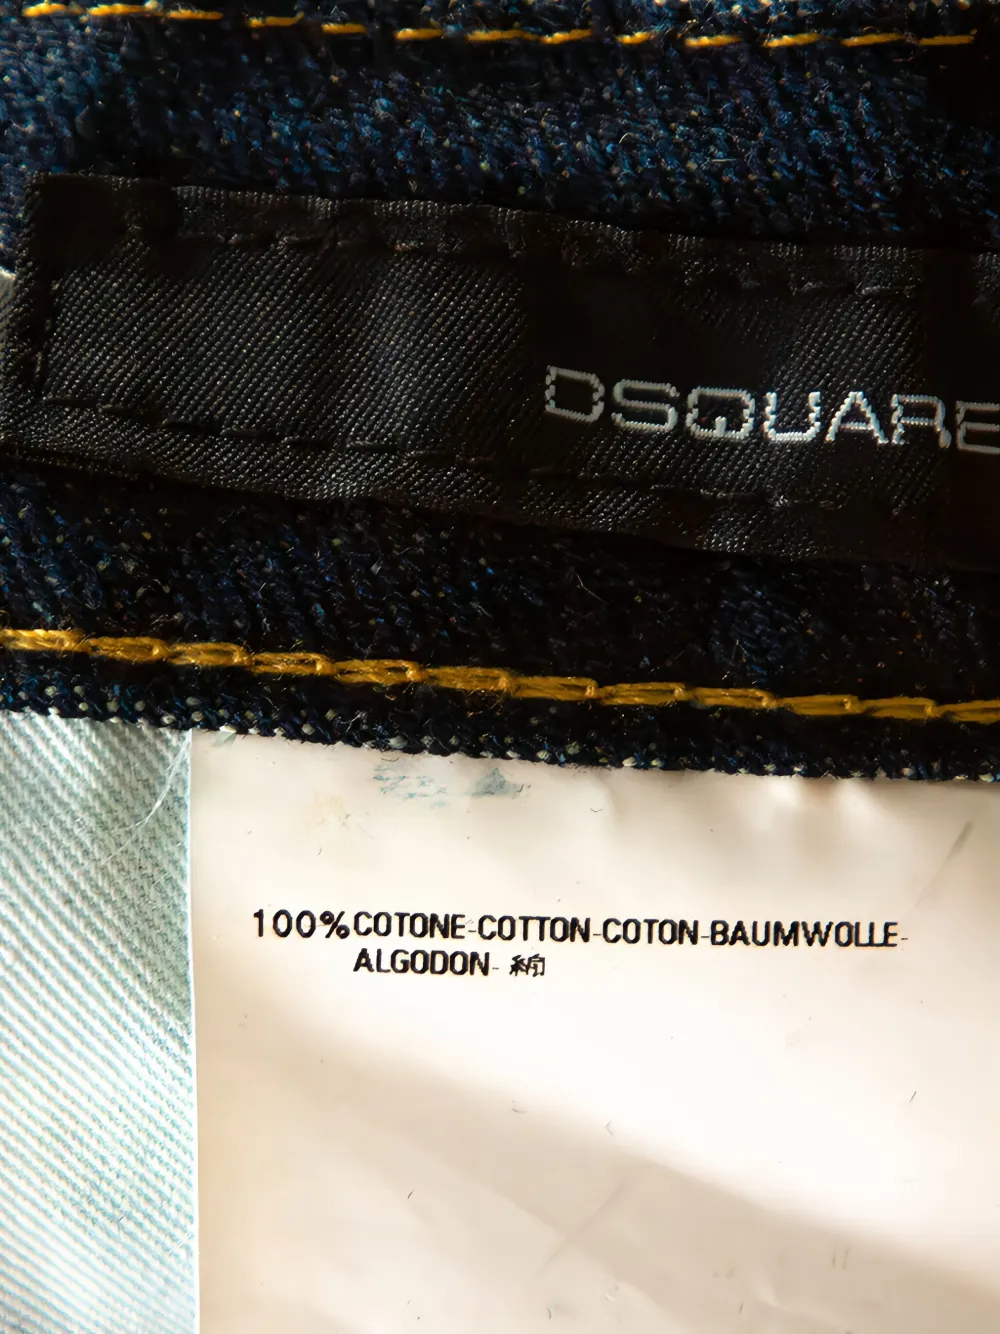 DSQUARE
100% COTONE-COTTON-COTON-BAUMWOLLE-
ALGODON- 綿